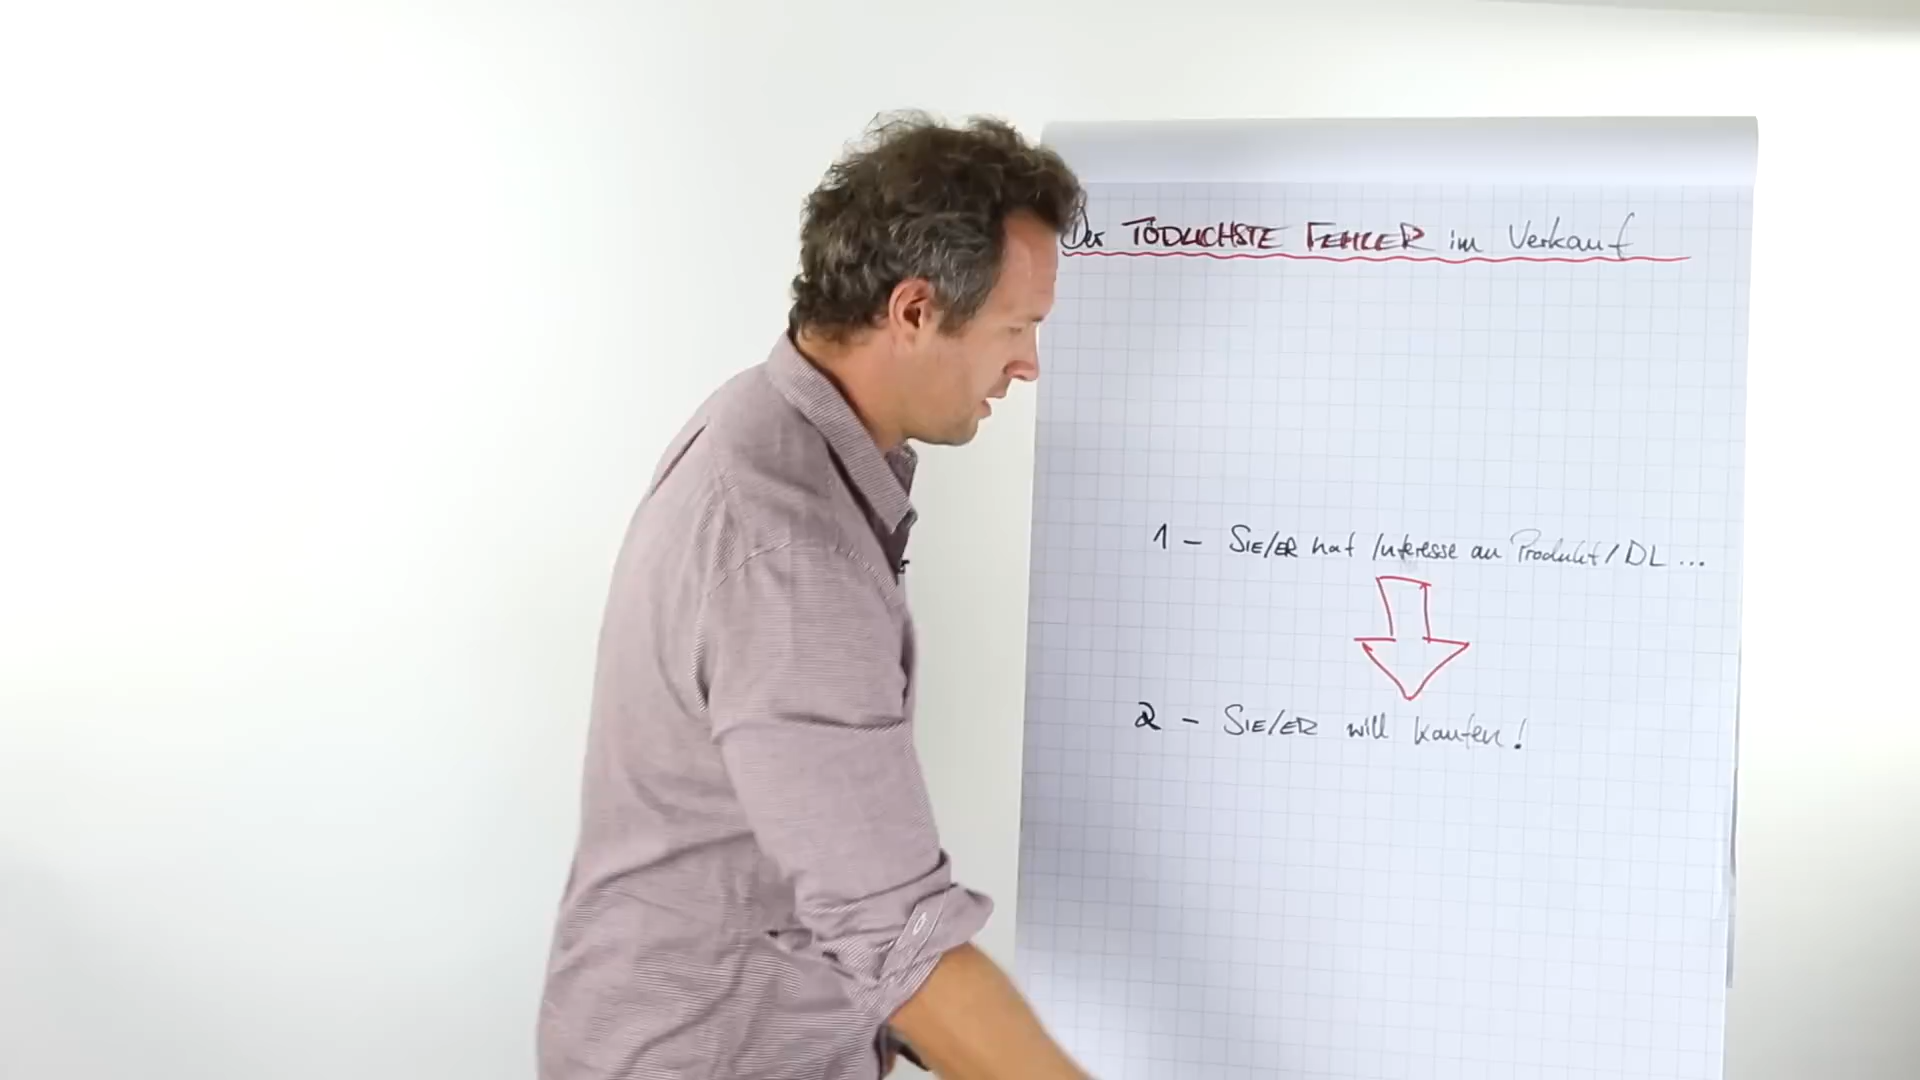 Der TÖDLICHSTE FEHLER im Verkauf
1 - SIE/ER hat Interesse an Produkt/DL ...
2 - SIE/ER will kaufen!